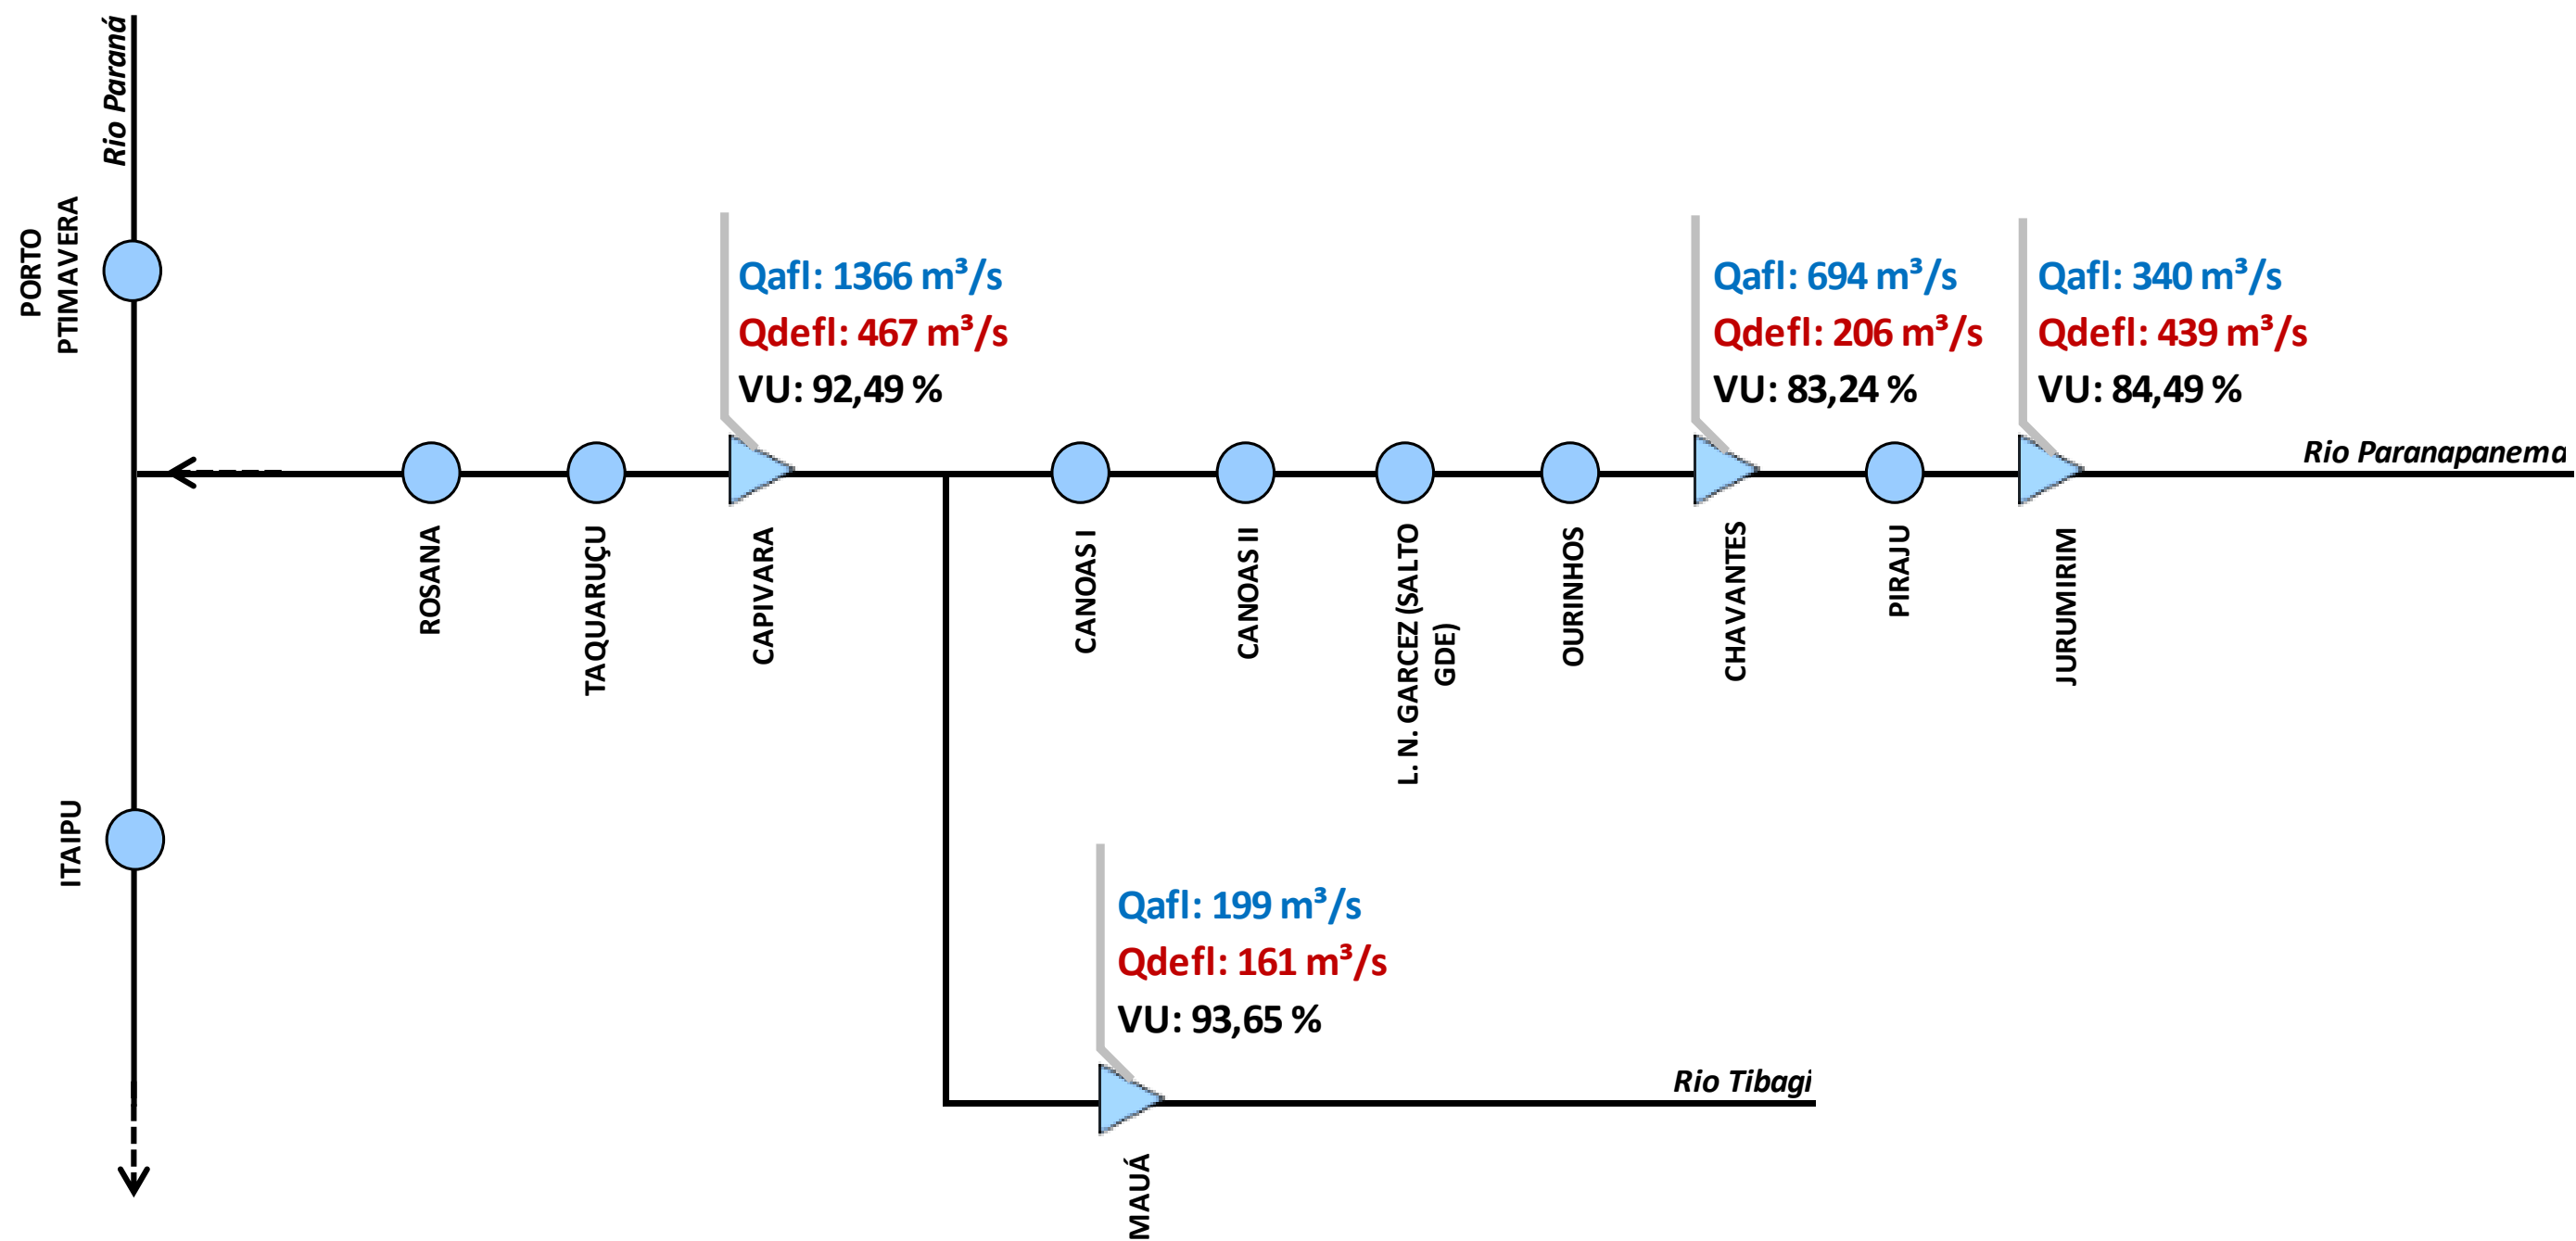 Rio Paraná
PORTO
PTIMAVERA
Qafl: 1366 m³/s
Qdefl: 467 m³/s
VU: 92,49 %
Qafl: 694 m³/s
Qdefl: 206 m³/s
VU: 83,24 %
Qafl: 340 m³/s
Qdefl: 439 m³/s
VU: 84,49 %
Rio Paranapanema
ROSANA
TAQUARUÇU
CAPIVARA
CANOAS I
CANOAS II
L. N. GARCEZ (SALTO
GDE)
OURINHOS
CHAVANTES
PIRAJU
JURUMIRIM
ITAIPU
Qafl: 199 m³/s
Qdefl: 161 m³/s
VU: 93,65 %
Rio Tibagi
MAUÁ